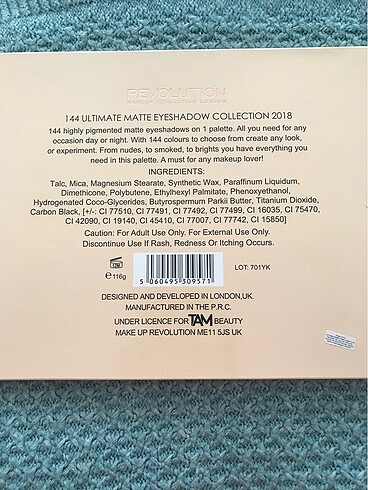 REVOLUTION
MAKEUP REVOLUTION LONDON
144 ULTIMATE MATTE EYESHADOW COLLECTION 2018
144 highly pigmented matte eyeshadows on 1 palette. All you need for any
occasion day or night. With 144 colours to choose from create any look,
or experiment. From nudes, to smoked, to brights you have everything you
need in this palette. A must for any makeup lover!
INGREDIENTS:
Talc, Mica, Magnesium Stearate, Synthetic Wax, Paraffinum Liquidum,
Dimethicone, Polybutene, Ethylhexyl Palmitate, Phenoxyethanol,
Hydrogenated Coco-Glycerides, Butyrospermum Parkii Butter, Titanium Dioxide,
Carbon Black, [+/-: CI 77510, CI 77491, CI 77492, CI 77499, CI 16035, CI 75470,
CI 42090, CI 19140, CI 45410, CI 77007, CI 77742, CI 15850]
Caution: For Adult Use Only. For External Use Only.
Discontinue Use If Rash, Redness Or Itching Occurs.
12M
e 116g
5 060495 309571
LOT: 701YK
DESIGNED AND DEVELOPED IN LONDON,UK.
MANUFACTURED IN THE P.R.C.
UNDER LICENCE FOR TAM BEAUTY
MAKE UP REVOLUTION ME11 5JS UK